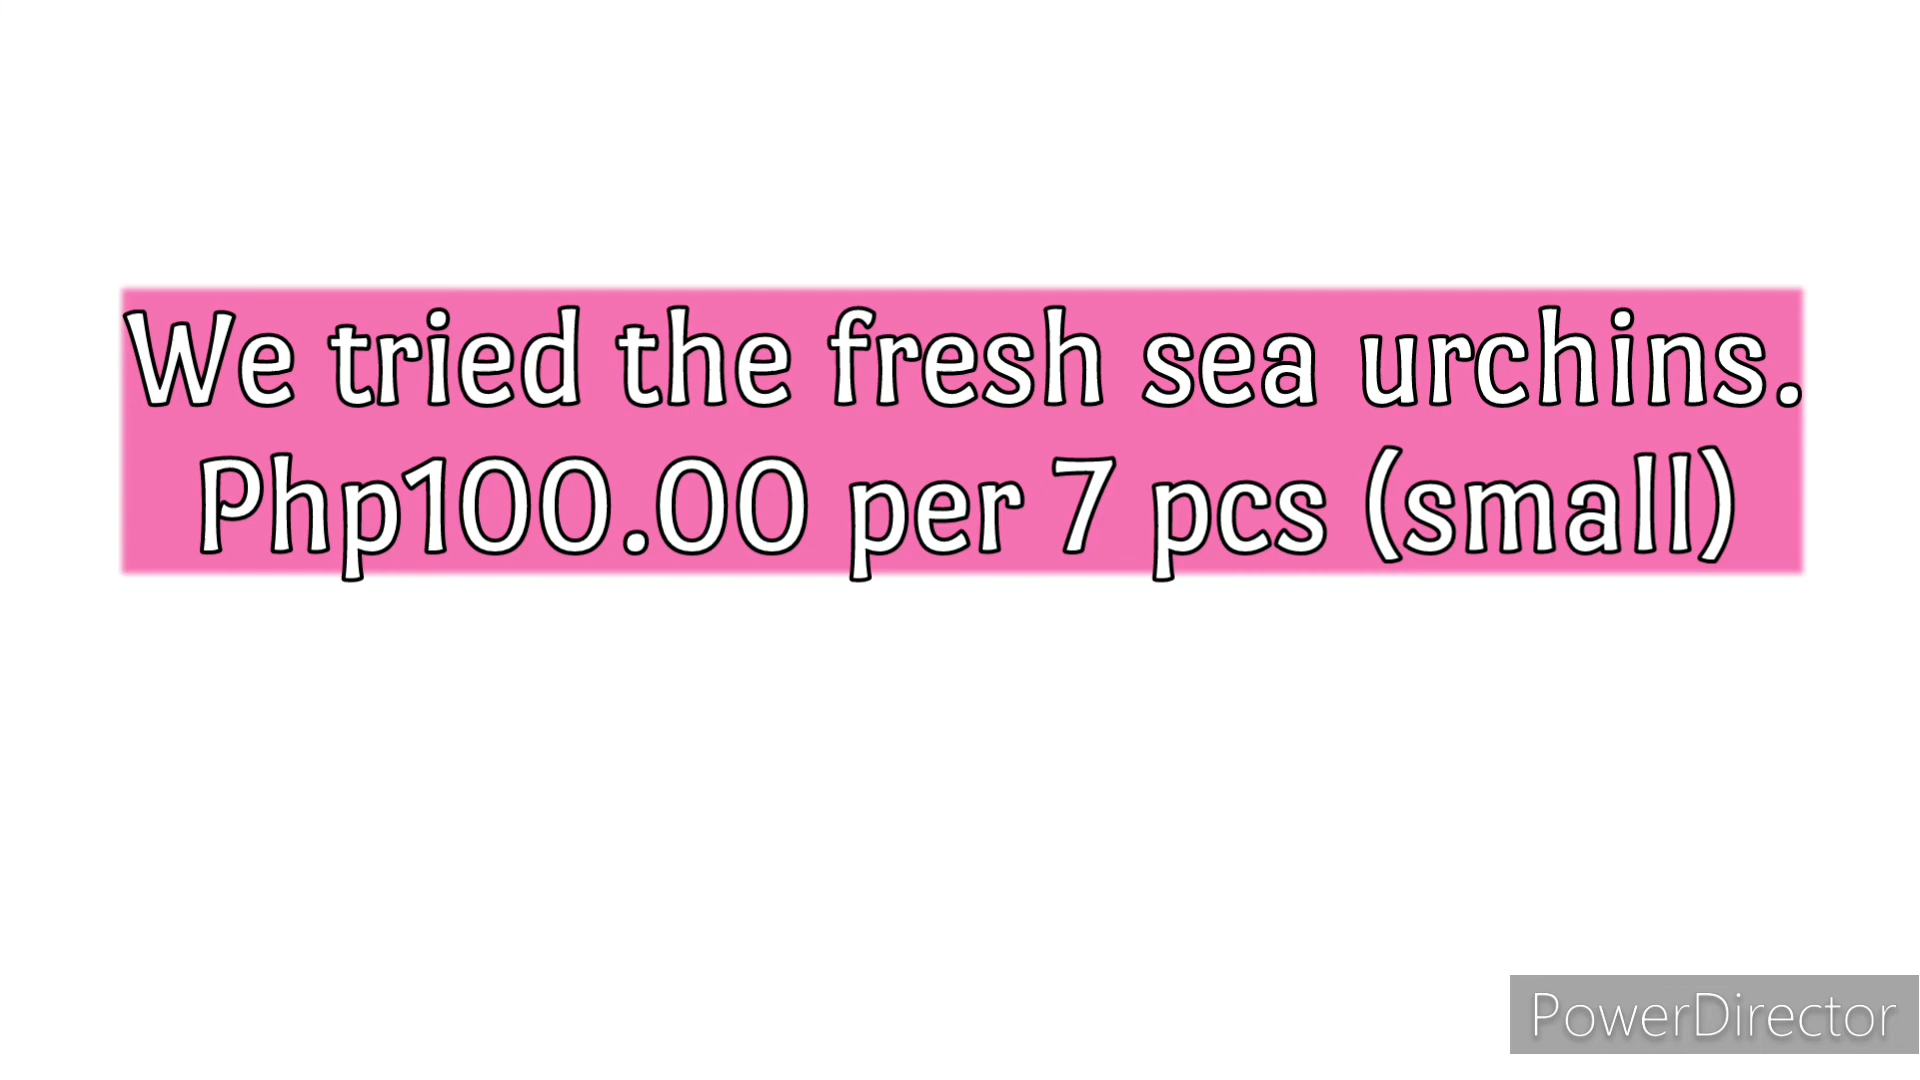 We tried the fresh sea urchins.
Php100.00 per 7 pcs (small)
PowerDirector